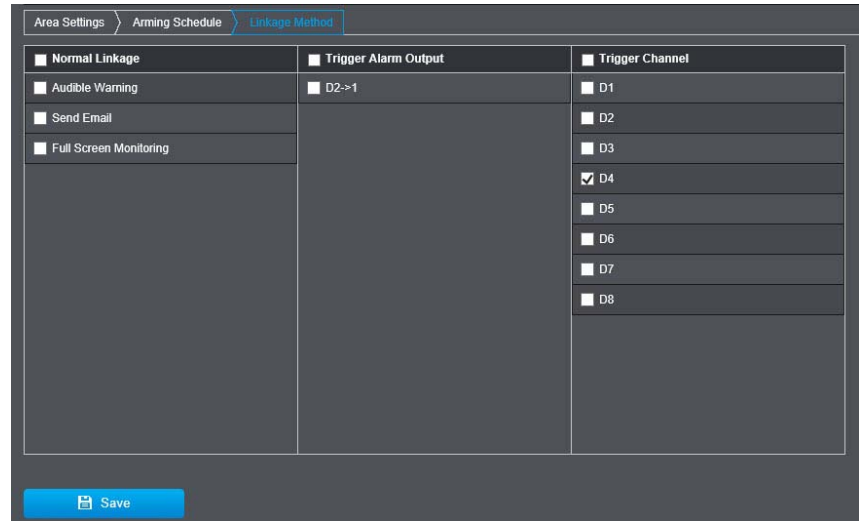 Area Settings Arming Schedule Linkage Method
Normal Linkage Trigger Alarm Output Trigger Channel
Audible Warning D2->1 D1
Send Email D2
Full Screen Monitoring D3
D4
D5
D6
D7
D8
Save